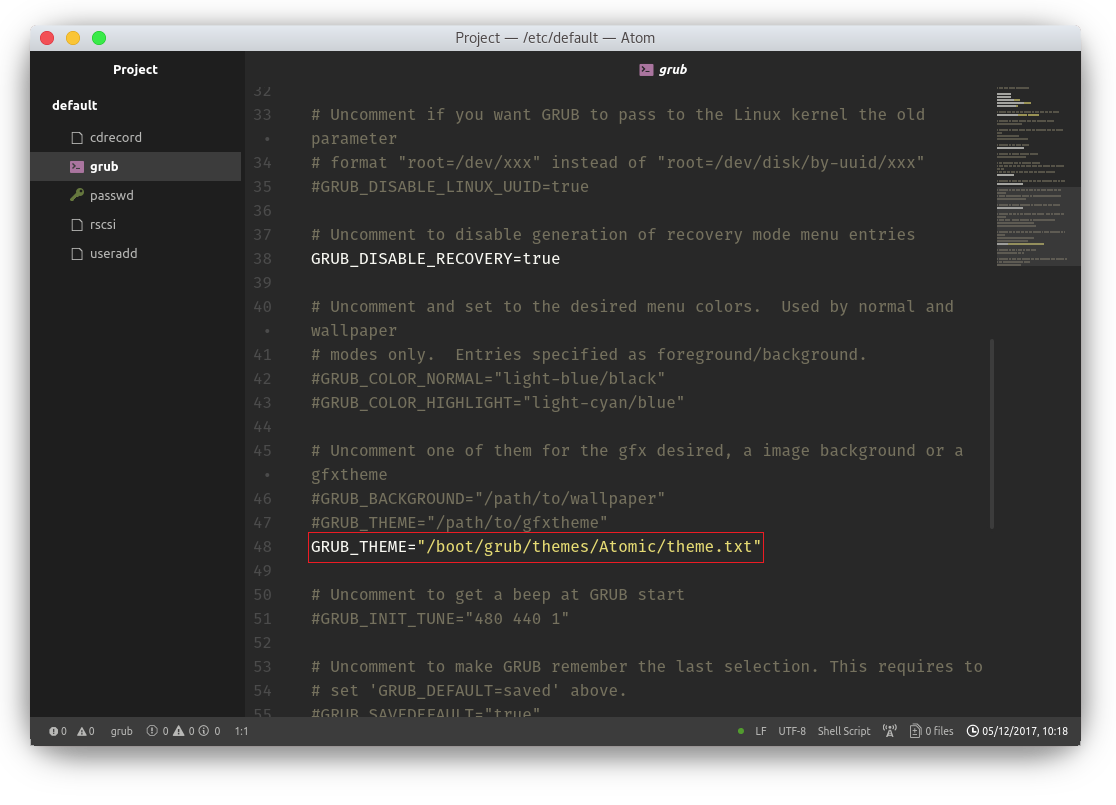 Project — /etc/default — Atom
Project
default
cdrecord
grub
passwd
rscsi
useradd
grub
32
33 # Uncomment if you want GRUB to pass to the Linux kernel the old
• parameter
34 # format "root=/dev/xxx" instead of "root=/dev/disk/by-uuid/xxx"
35 #GRUB_DISABLE_LINUX_UUID=true
36
37 # Uncomment to disable generation of recovery mode menu entries
38 GRUB_DISABLE_RECOVERY=true
39
40 # Uncomment and set to the desired menu colors.  Used by normal and
• wallpaper
41 # modes only.  Entries specified as foreground/background.
42 #GRUB_COLOR_NORMAL="light-blue/black"
43 #GRUB_COLOR_HIGHLIGHT="light-cyan/blue"
44
45 # Uncomment one of them for the gfx desired, a image background or a
• gfxtheme
46 #GRUB_BACKGROUND="/path/to/wallpaper"
47 #GRUB_THEME="/path/to/gfxtheme"
48 GRUB_THEME="/boot/grub/themes/Atomic/theme.txt"
49
50 # Uncomment to get a beep at GRUB start
51 #GRUB_INIT_TUNE="480 440 1"
52
53 # Uncomment to make GRUB remember the last selection. This requires to
54 # set 'GRUB_DEFAULT=saved' above.
55 #GRUB_SAVEDEFAULT="true"
0 0 grub 0 0 0 1:1 LF UTF-8 Shell Script 0 files 05/12/2017, 10:18